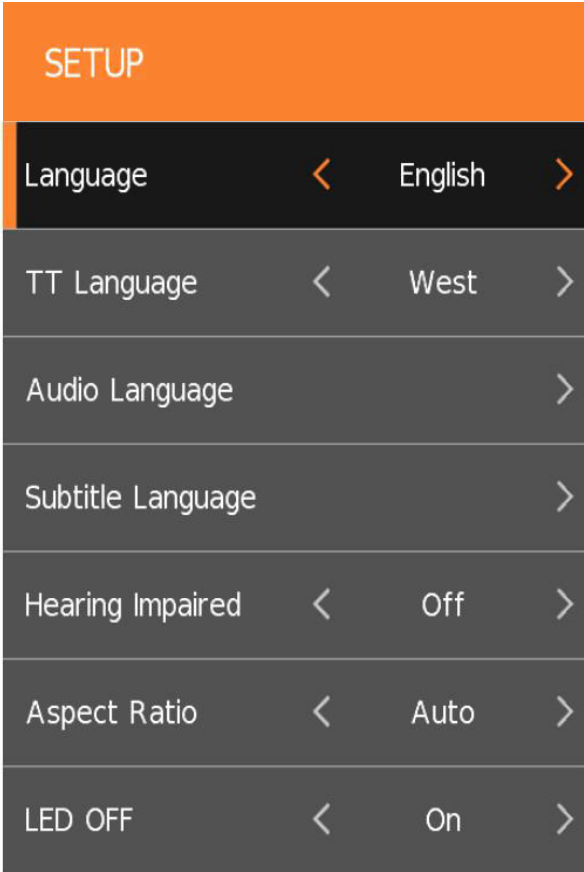 SETUP
Language English
TT Language West
Audio Language
Subtitle Language
Hearing Impaired Off
Aspect Ratio Auto
LED OFF On